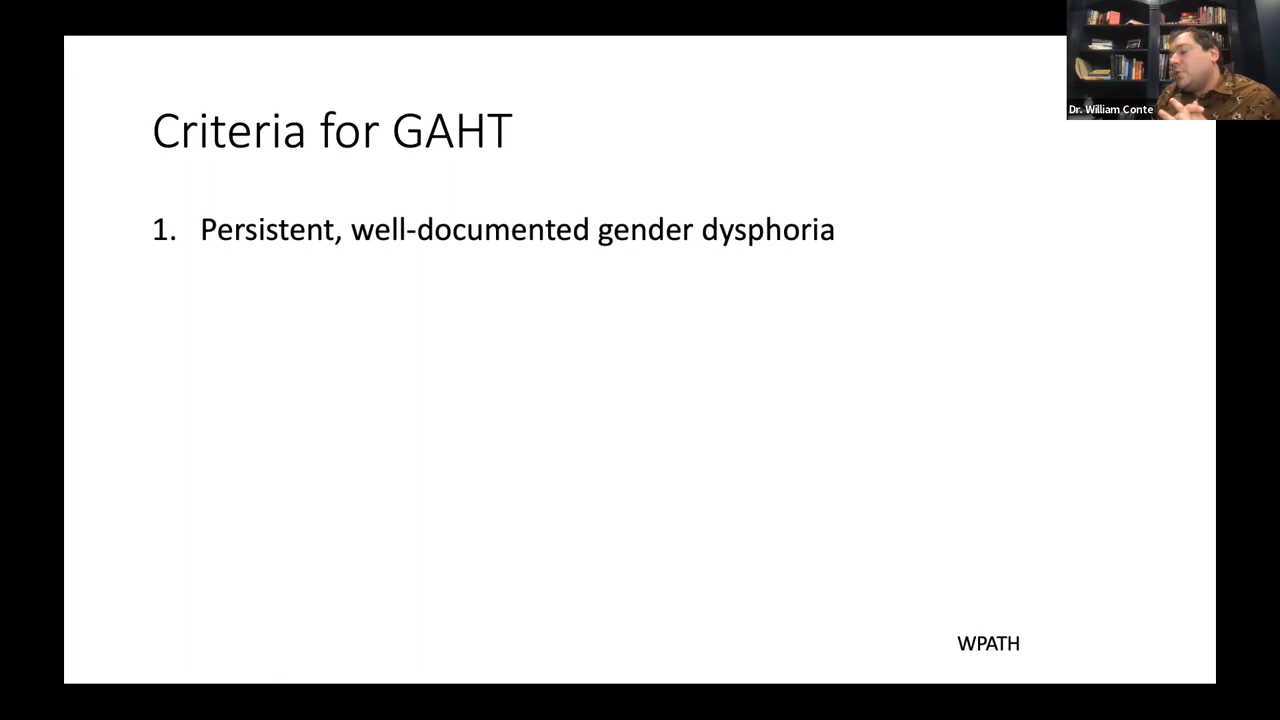 Dr. William Conte
Criteria for GAHT
1. Persistent, well-documented gender dysphoria
WPATH